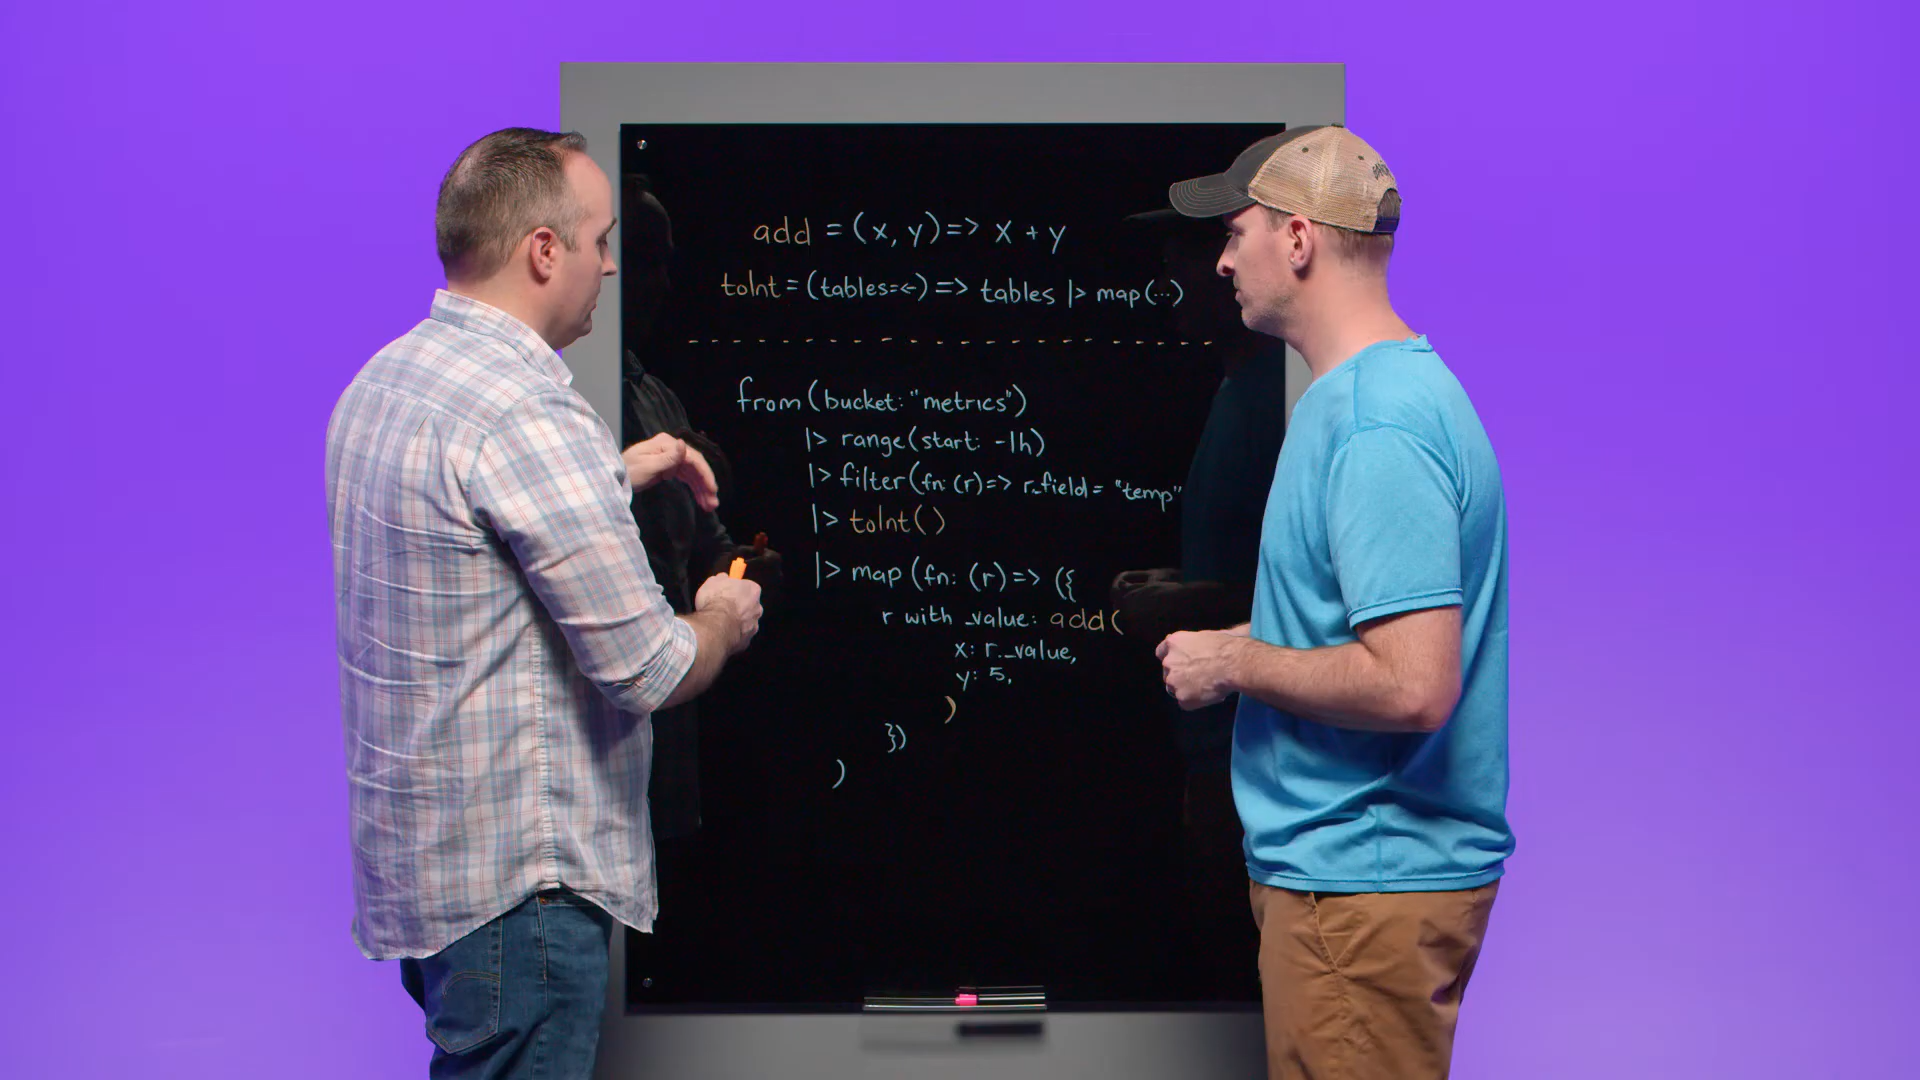 add = (x, y) => x + y
toInt = (tables=<-) => tables |> map(...)
from (bucket: "metrics")
|> range(start: -1h)
|> filter(fn: (r) => r._field = "temp"
|> toInt( )
|> map (fn: (r) => ({
r with _value: add(
x: r._value,
y: 5,
)
})
)